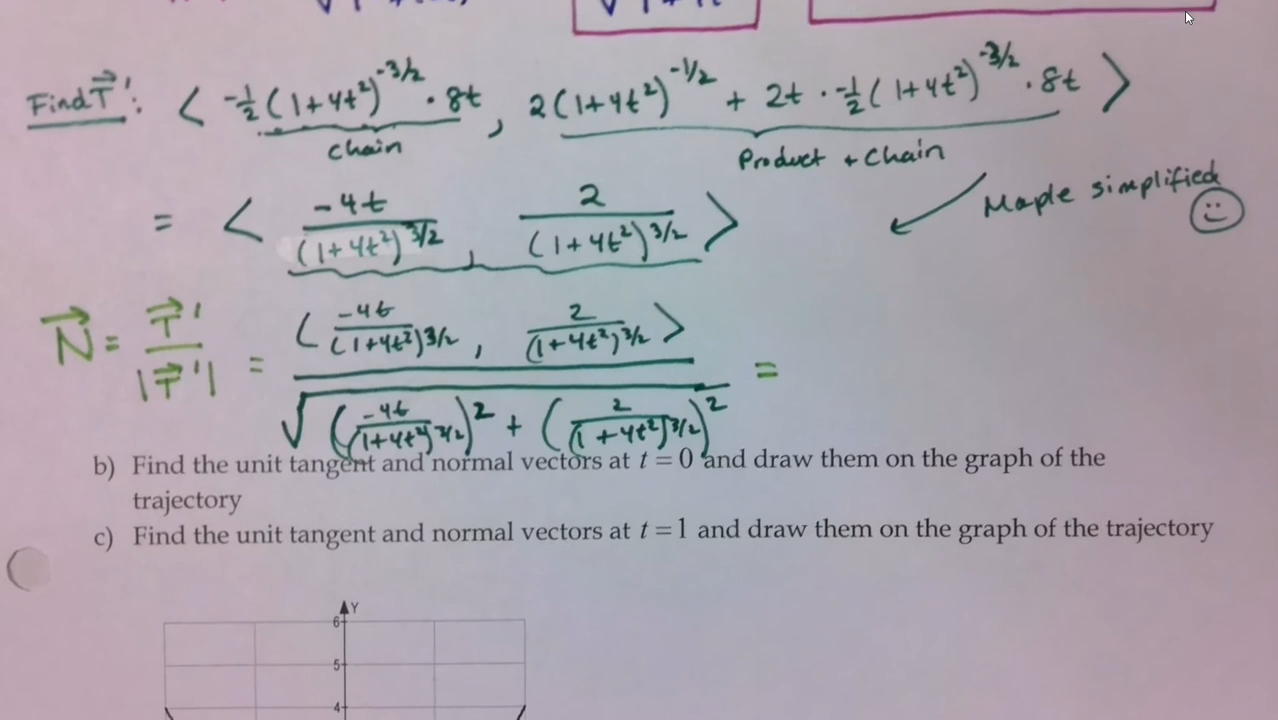 Find T⃗': ⟨ -½(1+4t²)^-3/2 · 8t , 2(1+4t²)^-1/2 + 2t · -½(1+4t²)^-3/2 · 8t ⟩
chain Product + Chain
= ⟨ -4t/(1+4t²)^3/2 , 2/(1+4t²)^3/2 ⟩ Maple simplified
N⃗ = T⃗'/|T⃗'| = ⟨ -4t/(1+4t²)^3/2 , 2/(1+4t²)^3/2 ⟩ / √((-4t/(1+4t²)^3/2)² + (2/(1+4t²)^3/2)²) =
b) Find the unit tangent and normal vectors at t = 0 and draw them on the graph of the
trajectory
c) Find the unit tangent and normal vectors at t = 1 and draw them on the graph of the trajectory
Y
6
5
4